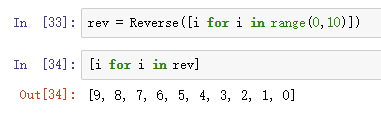 In [33]: rev = Reverse([i for i in range(0,10)])
In [34]: [i for i in rev]
Out[34]: [9, 8, 7, 6, 5, 4, 3, 2, 1, 0]